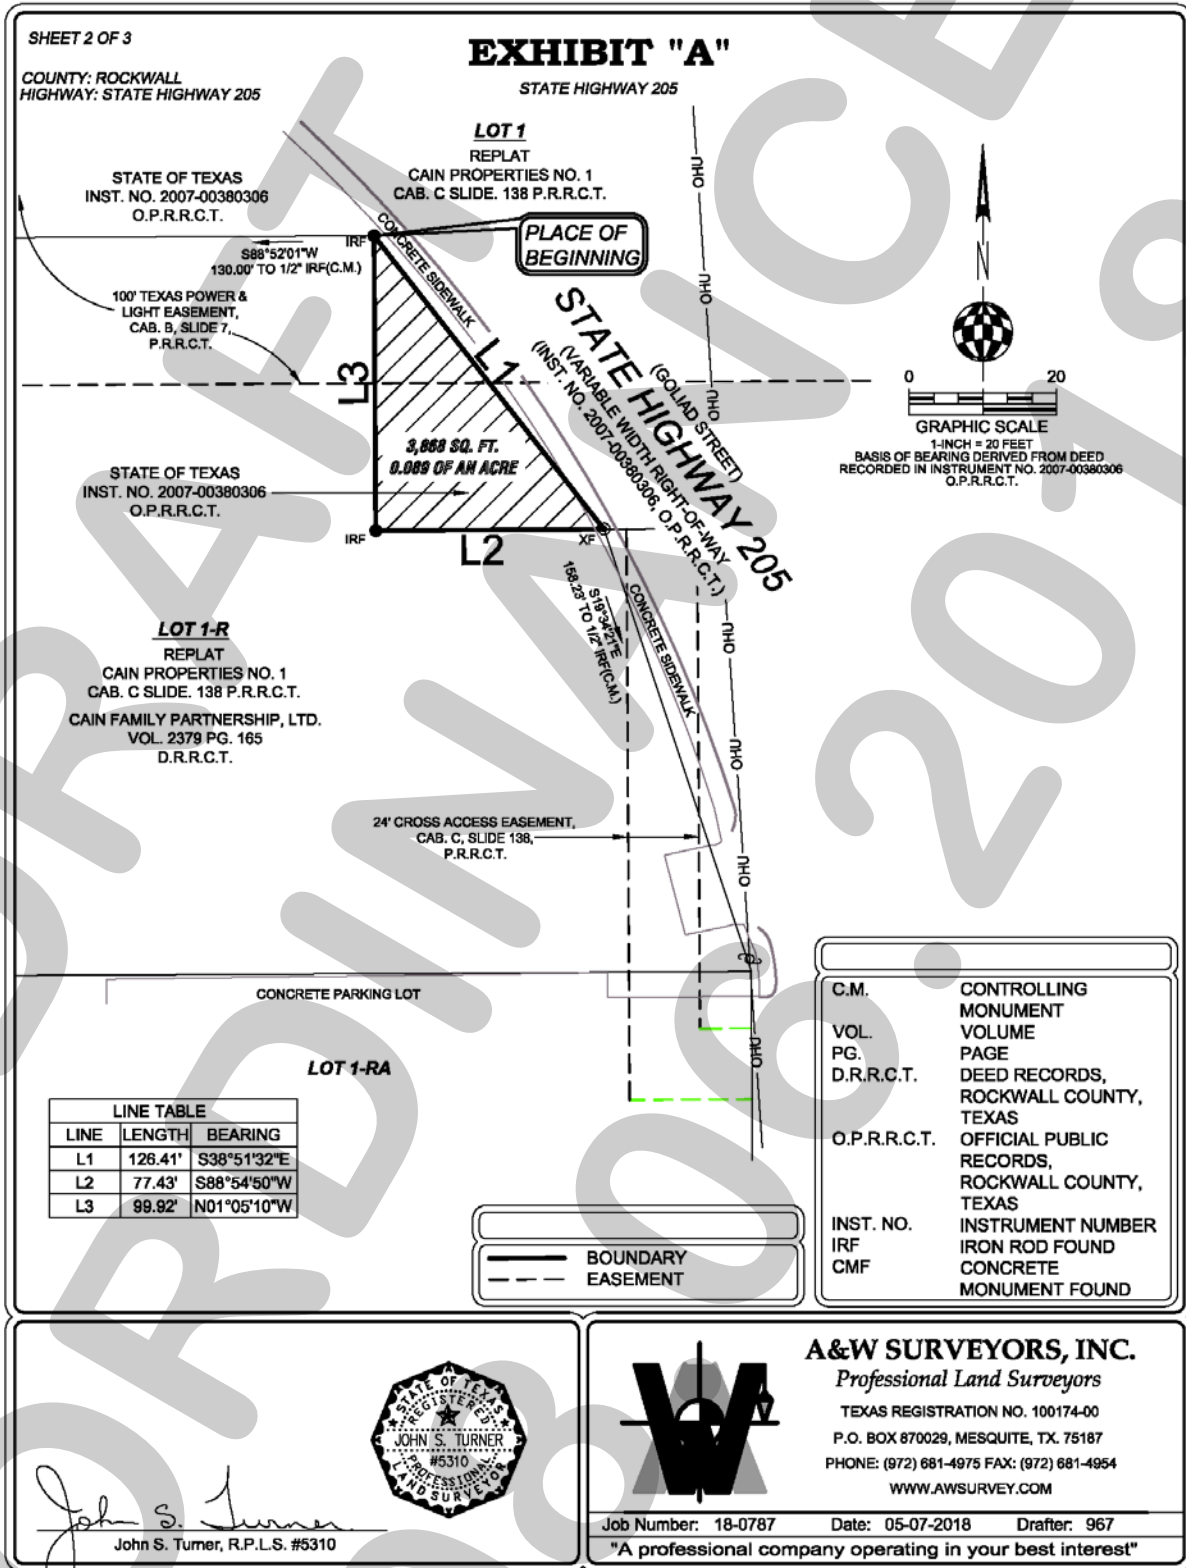 SHEET 2 OF 3
EXHIBIT "A"
COUNTY: ROCKWALL
HIGHWAY: STATE HIGHWAY 205
STATE HIGHWAY 205
LOT 1
REPLAT
CAIN PROPERTIES NO. 1
CAB. C SLIDE. 138 P.R.R.C.T.
STATE OF TEXAS
INST. NO. 2007-00380306
O.P.R.R.C.T.
IRF
S88°52'01"W
130.00' TO 1/2" IRF(C.M.)
PLACE OF
BEGINNING
CONCRETE SIDEWALK
100' TEXAS POWER &
LIGHT EASEMENT,
CAB. B, SLIDE 7,
P.R.R.C.T.
L3
L1
STATE HIGHWAY 205
(GOLIAD STREET)
(VARIABLE WIDTH RIGHT-OF-WAY
(INST. NO. 2007-00380306, O.P.R.R.C.T.)
OHU
OHU
OHU
OHU
N
0 20
GRAPHIC SCALE
1-INCH = 20 FEET
BASIS OF BEARING DERIVED FROM DEED
RECORDED IN INSTRUMENT NO. 2007-00380306
O.P.R.R.C.T.
3,868 SQ. FT.
0.089 OF AN ACRE
STATE OF TEXAS
INST. NO. 2007-00380306
O.P.R.R.C.T.
IRF
L2
XF
S19°34'21"E
158.23' TO 1/2" IRF(C.M.)
CONCRETE SIDEWALK
OHU
OHU
OHU
OHU
LOT 1-R
REPLAT
CAIN PROPERTIES NO. 1
CAB. C SLIDE. 138 P.R.R.C.T.
CAIN FAMILY PARTNERSHIP, LTD.
VOL. 2379 PG. 165
D.R.R.C.T.
24' CROSS ACCESS EASEMENT,
CAB. C, SLIDE 138,
P.R.R.C.T.
CONCRETE PARKING LOT
LOT 1-RA
LINE TABLE
LINE LENGTH BEARING
L1 126.41' S38°51'32"E
L2 77.43' S88°54'50"W
L3 99.92' N01°05'10"W
BOUNDARY
EASEMENT
C.M. CONTROLLING
MONUMENT
VOL. VOLUME
PG. PAGE
D.R.R.C.T. DEED RECORDS,
ROCKWALL COUNTY,
TEXAS
O.P.R.R.C.T. OFFICIAL PUBLIC
RECORDS,
ROCKWALL COUNTY,
TEXAS
INST. NO. INSTRUMENT NUMBER
IRF IRON ROD FOUND
CMF CONCRETE
MONUMENT FOUND
STATE OF TEXAS
REGISTERED
JOHN S. TURNER
#5310
PROFESSIONAL
LAND SURVEYOR
John S. Turner
John S. Turner, R.P.L.S. #5310
A&W SURVEYORS, INC.
Professional Land Surveyors
TEXAS REGISTRATION NO. 100174-00
P.O. BOX 870029, MESQUITE, TX. 75187
PHONE: (972) 681-4975 FAX: (972) 681-4954
WWW.AWSURVEY.COM
Job Number: 18-0787 Date: 05-07-2018 Drafter: 967
"A professional company operating in your best interest"
DRAFT
ORDINANCE
08.06.2018